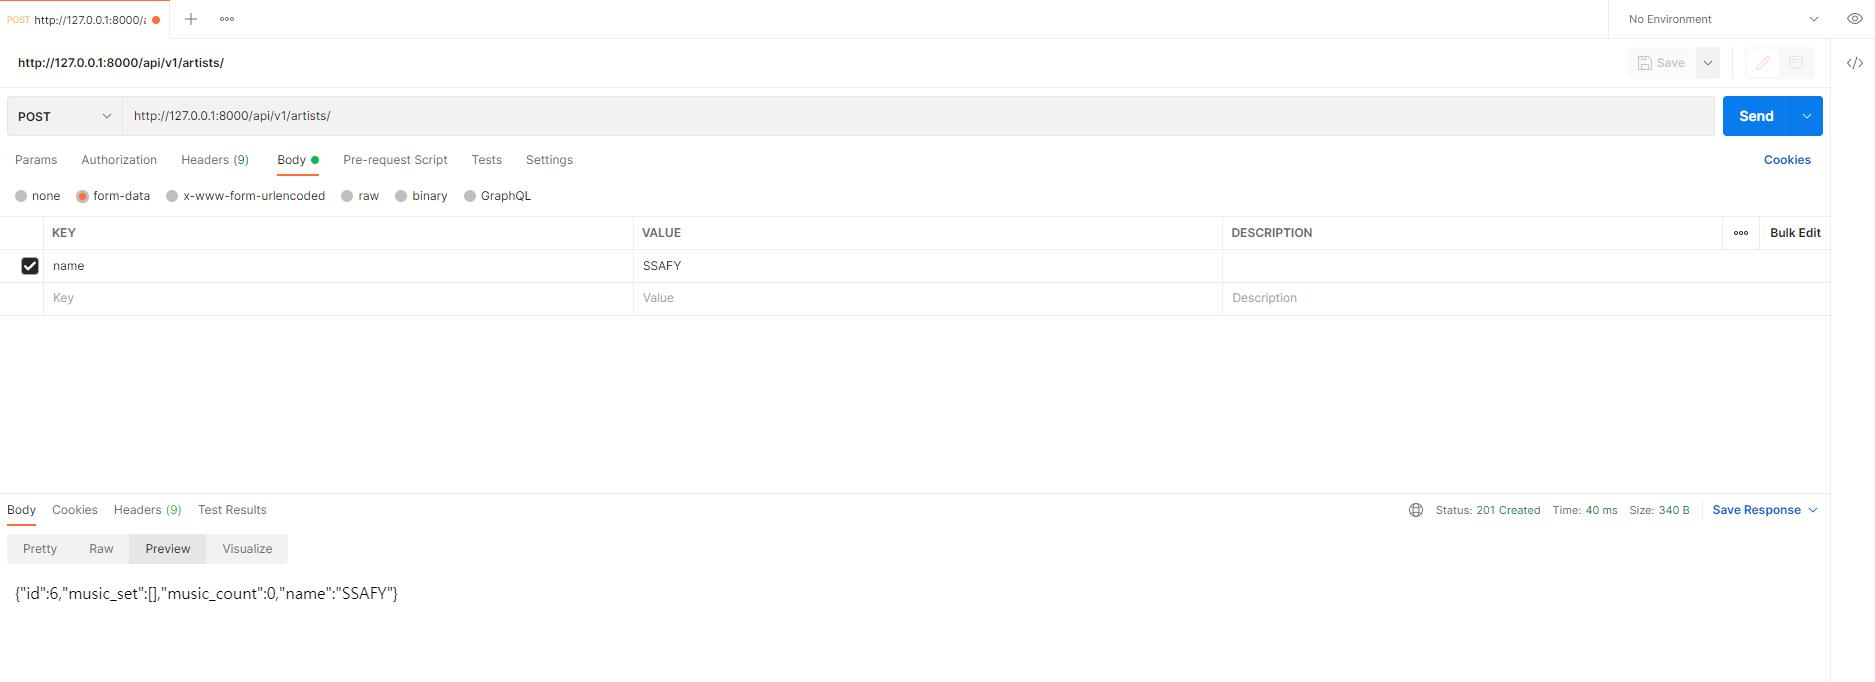 POST http://127.0.0.1:8000/a
No Environment
http://127.0.0.1:8000/api/v1/artists/
Save
POST
http://127.0.0.1:8000/api/v1/artists/
Send
Params Authorization Headers (9) Body Pre-request Script Tests Settings
Cookies
none form-data x-www-form-urlencoded raw binary GraphQL
KEY VALUE DESCRIPTION Bulk Edit
name SSAFY
Key Value Description
Body Cookies Headers (9) Test Results
Status: 201 Created Time: 40 ms Size: 340 B Save Response
Pretty Raw Preview Visualize
{"id":6,"music_set":[],"music_count":0,"name":"SSAFY"}